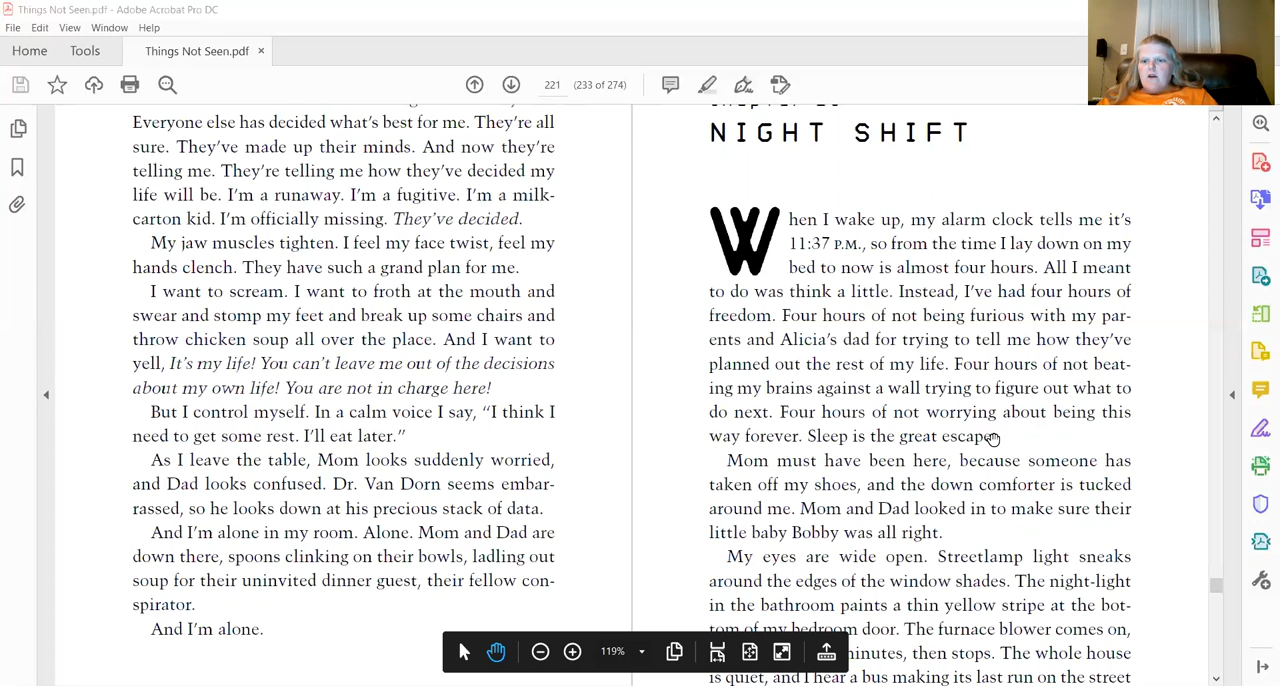 Things Not Seen.pdf - Adobe Acrobat Pro DC
File Edit View Window Help
Home Tools Things Not Seen.pdf ×
221 (233 of 274)
Everyone else has decided what's best for me. They're all
sure. They've made up their minds. And now they're
telling me. They're telling me how they've decided my
life will be. I'm a runaway. I'm a fugitive. I'm a milk-
carton kid. I'm officially missing. They've decided.
My jaw muscles tighten. I feel my face twist, feel my
hands clench. They have such a grand plan for me.
I want to scream. I want to froth at the mouth and
swear and stomp my feet and break up some chairs and
throw chicken soup all over the place. And I want to
yell, It's my life! You can't leave me out of the decisions
about my own life! You are not in charge here!
But I control myself. In a calm voice I say, “I think I
need to get some rest. I'll eat later.”
As I leave the table, Mom looks suddenly worried,
and Dad looks confused. Dr. Van Dorn seems embar-
rassed, so he looks down at his precious stack of data.
And I'm alone in my room. Alone. Mom and Dad are
down there, spoons clinking on their bowls, ladling out
soup for their uninvited dinner guest, their fellow con-
spirator.
And I'm alone.
NIGHT SHIFT
When I wake up, my alarm clock tells me it's
11:37 P.M., so from the time I lay down on my
bed to now is almost four hours. All I meant
to do was think a little. Instead, I've had four hours of
freedom. Four hours of not being furious with my par-
ents and Alicia's dad for trying to tell me how they've
planned out the rest of my life. Four hours of not beat-
ing my brains against a wall trying to figure out what to
do next. Four hours of not worrying about being this
way forever. Sleep is the great escape
Mom must have been here, because someone has
taken off my shoes, and the down comforter is tucked
around me. Mom and Dad looked in to make sure their
little baby Bobby was all right.
My eyes are wide open. Streetlamp light sneaks
around the edges of the window shades. The night-light
in the bathroom paints a thin yellow stripe at the bot-
tom of my bedroom door. The furnace blower comes on,
minutes, then stops. The whole house
is quiet, and I hear a bus making its last run on the street
119%